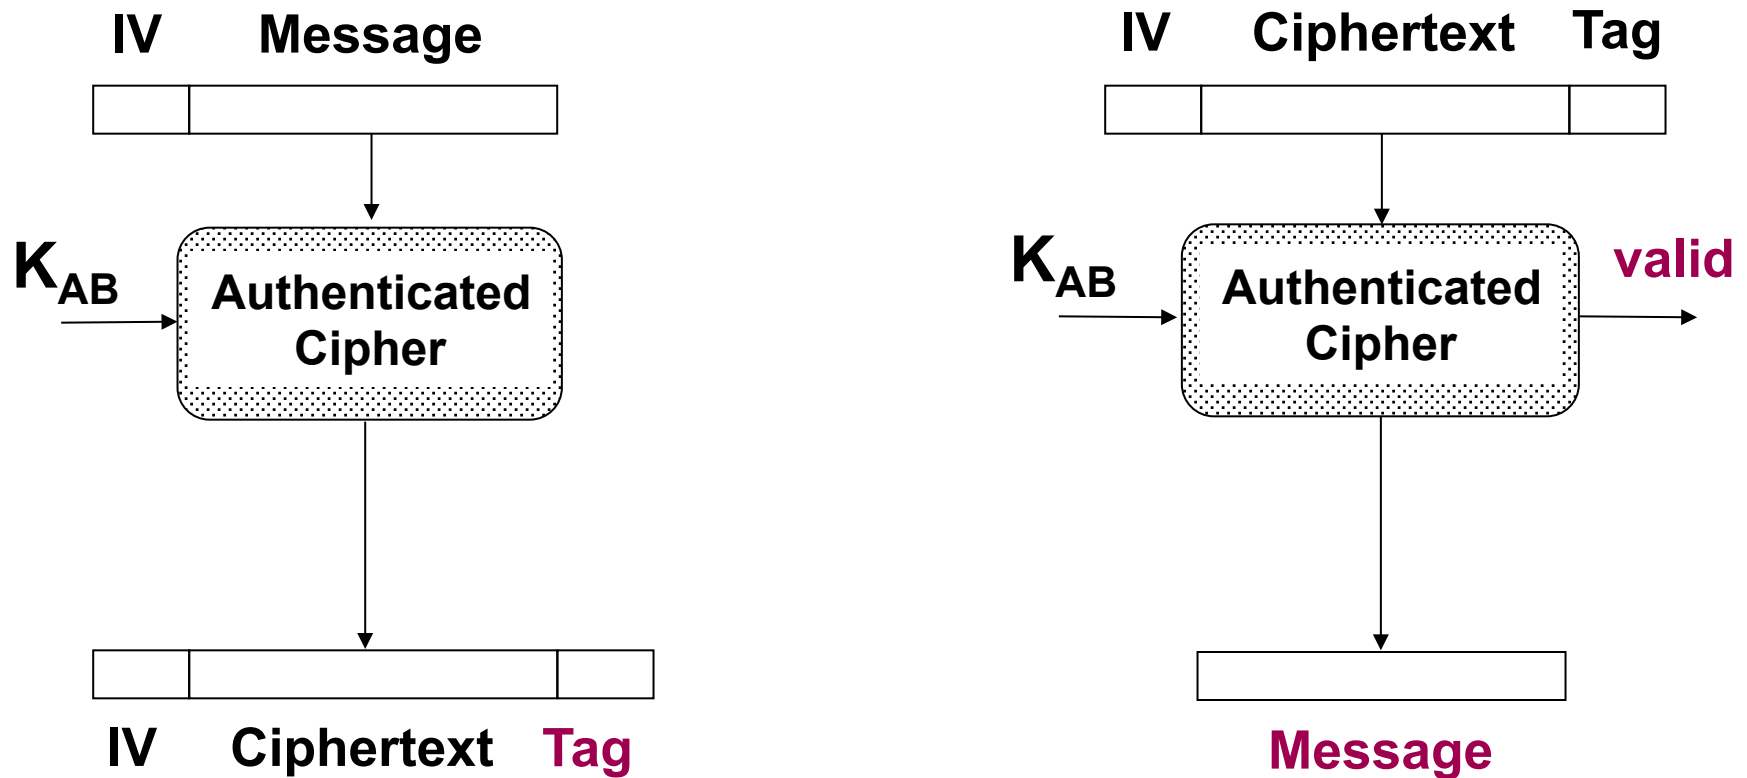 IV Message
K_AB
Authenticated
Cipher
IV Ciphertext Tag
IV Ciphertext Tag
K_AB
Authenticated
Cipher
valid
Message